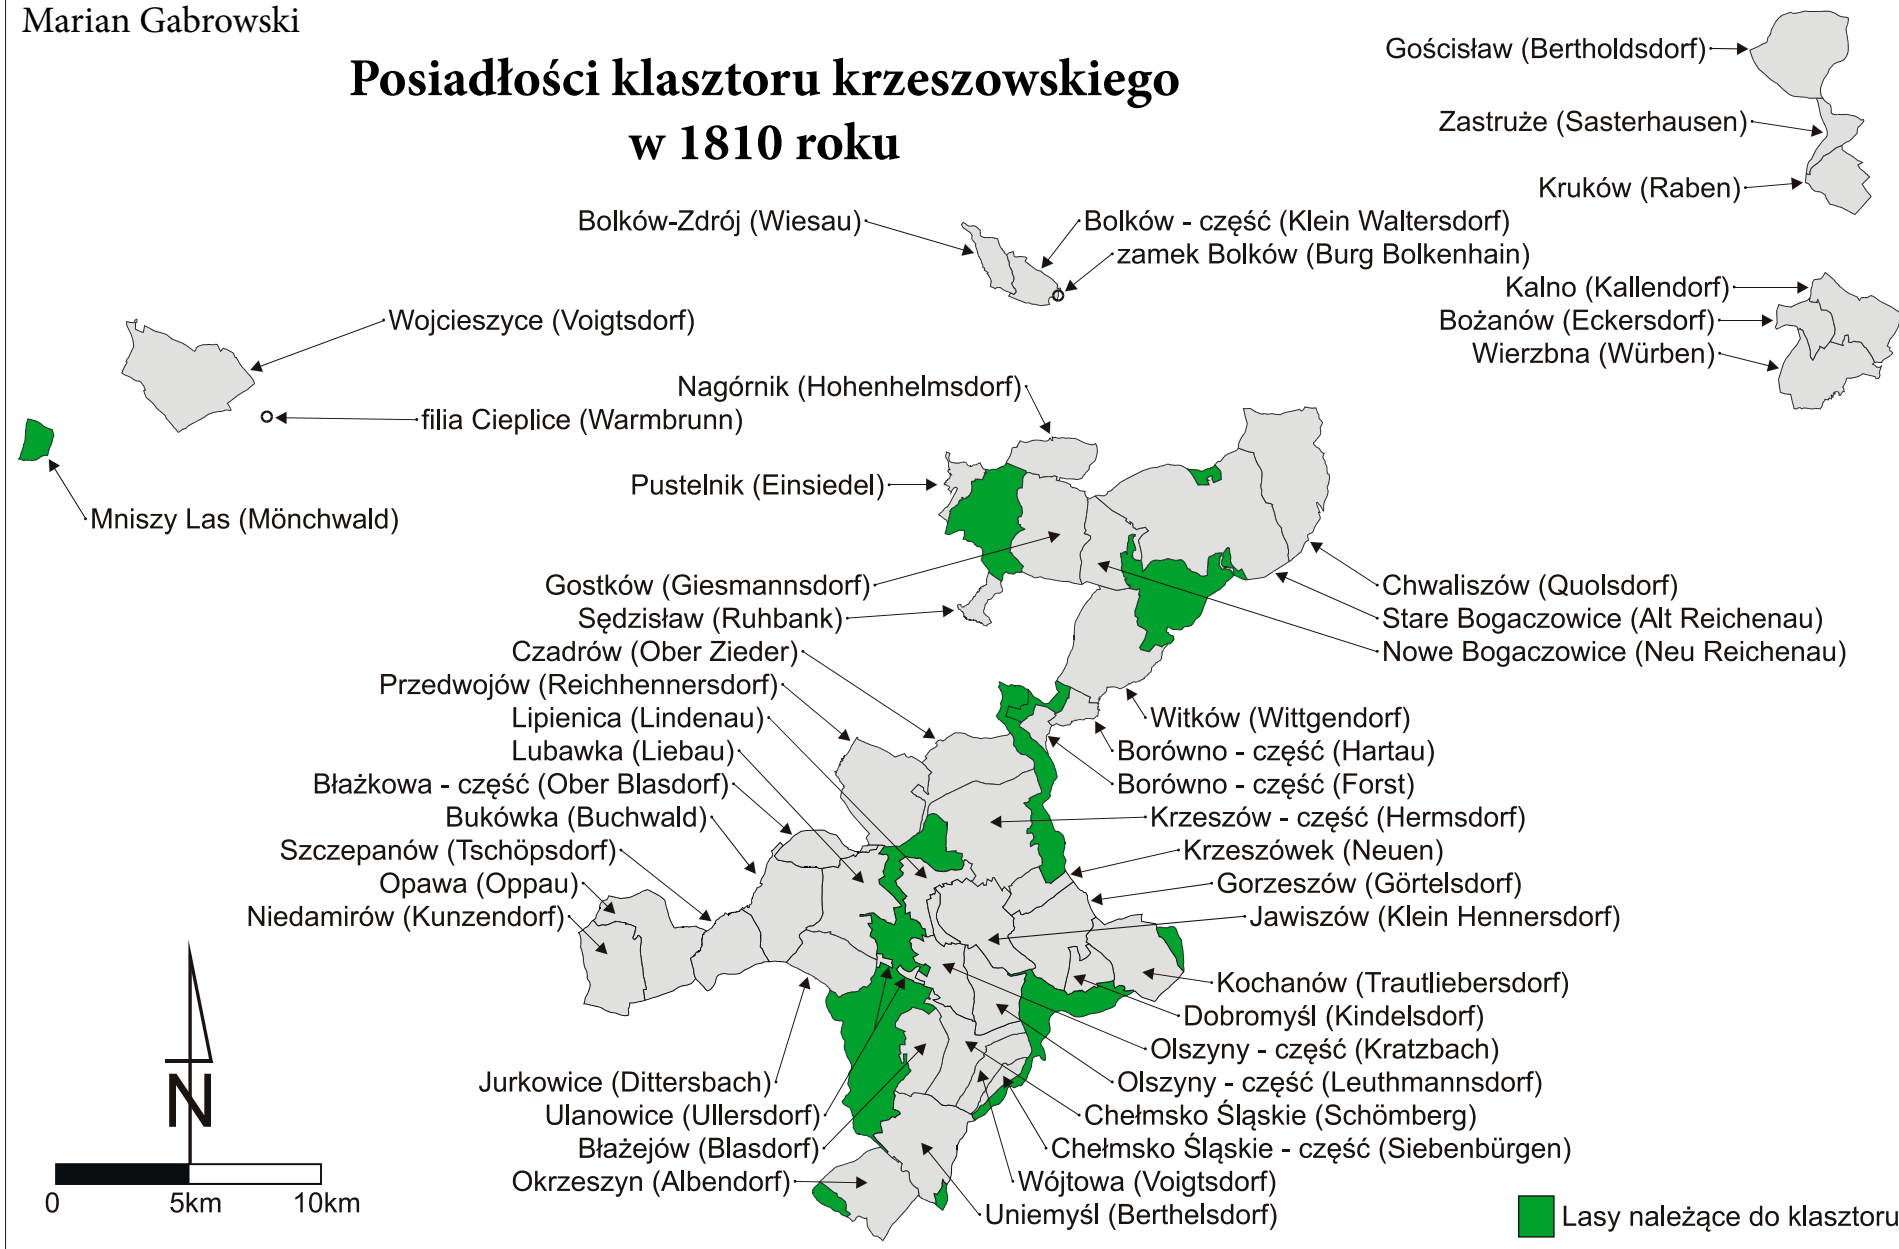 Marian Gabrowski
Posiadłości klasztoru krzeszowskiego
w 1810 roku
Gościsław (Bertholdsdorf)
Zastruże (Sasterhausen)
Kruków (Raben)
Bolków-Zdrój (Wiesau)
Bolków - część (Klein Waltersdorf)
zamek Bolków (Burg Bolkenhain)
Kalno (Kallendorf)
Bożanów (Eckersdorf)
Wierzbna (Würben)
Wojcieszyce (Voigtsdorf)
Nagórnik (Hohenhelmsdorf)
filia Cieplice (Warmbrunn)
Pustelnik (Einsiedel)
Mniszy Las (Mönchwald)
Gostków (Giesmannsdorf)
Sędzisław (Ruhbank)
Czadrów (Ober Zieder)
Przedwojów (Reichhennersdorf)
Lipienica (Lindenau)
Lubawka (Liebau)
Błażkowa - część (Ober Blasdorf)
Bukówka (Buchwald)
Szczepanów (Tschöpsdorf)
Opawa (Oppau)
Niedamirów (Kunzendorf)
Chwaliszów (Quolsdorf)
Stare Bogaczowice (Alt Reichenau)
Nowe Bogaczowice (Neu Reichenau)
Witków (Wittgendorf)
Borówno - część (Hartau)
Borówno - część (Forst)
Krzeszów - część (Hermsdorf)
Krzeszówek (Neuen)
Gorzeszów (Görtelsdorf)
Jawiszów (Klein Hennersdorf)
Kochanów (Trautliebersdorf)
Dobromyśl (Kindelsdorf)
Olszyny - część (Kratzbach)
Olszyny - część (Leuthmannsdorf)
Chełmsko Śląskie (Schömberg)
Chełmsko Śląskie - część (Siebenbürgen)
Wójtowa (Voigtsdorf)
Uniemyśl (Berthelsdorf)
Jurkowice (Dittersbach)
Ulanowice (Ullersdorf)
Błażejów (Blasdorf)
Okrzeszyn (Albendorf)
N
0 5km 10km
Lasy należące do klasztoru